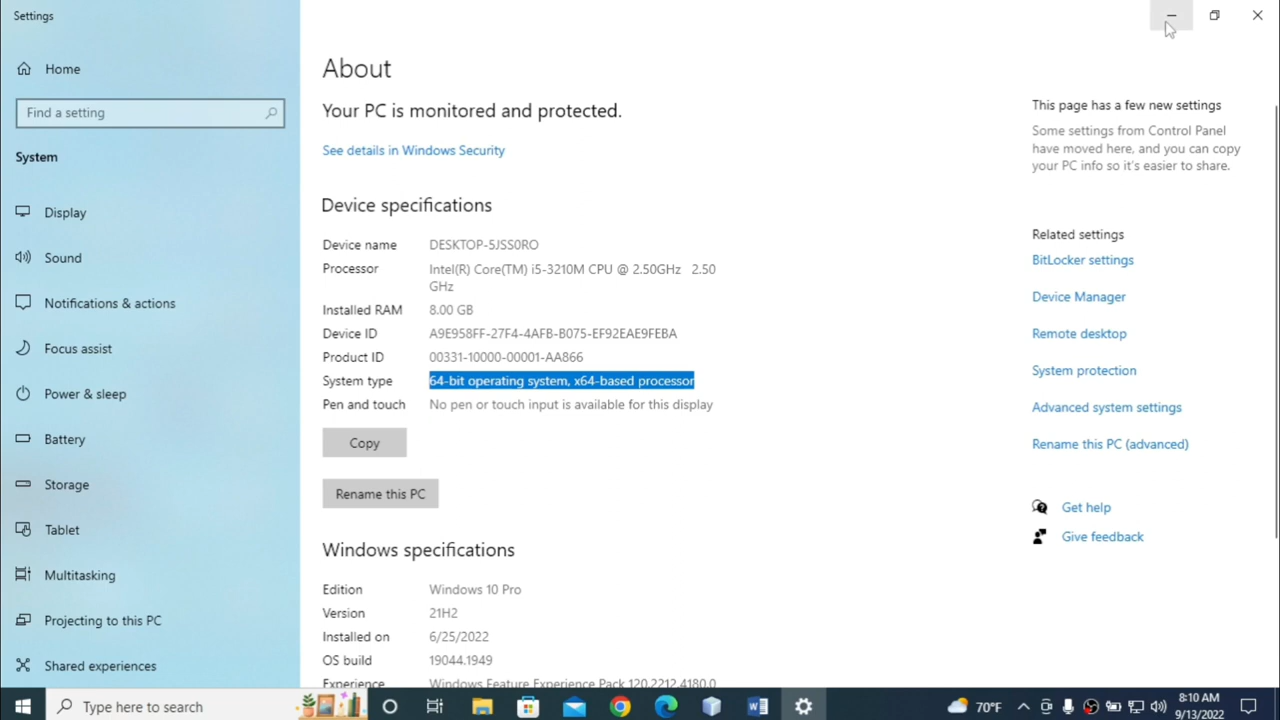 Settings
Home
Find a setting
System
Display
Sound
Notifications & actions
Focus assist
Power & sleep
Battery
Storage
Tablet
Multitasking
Projecting to this PC
Shared experiences
About
Your PC is monitored and protected.
See details in Windows Security
Device specifications
Device name DESKTOP-5JSS0RO
Processor Intel(R) Core(TM) i5-3210M CPU @ 2.50GHz 2.50
GHz
Installed RAM 8.00 GB
Device ID A9E958FF-27F4-4AFB-B075-EF92EAE9FEBA
Product ID 00331-10000-00001-AA866
System type 64-bit operating system, x64-based processor
Pen and touch No pen or touch input is available for this display
Copy
Rename this PC
Windows specifications
Edition Windows 10 Pro
Version 21H2
Installed on 6/25/2022
OS build 19044.1949
Experience Windows Feature Experience Pack 120.2212.4180.0
This page has a few new settings
Some settings from Control Panel
have moved here, and you can copy
your PC info so it's easier to share.
Related settings
BitLocker settings
Device Manager
Remote desktop
System protection
Advanced system settings
Rename this PC (advanced)
Get help
Give feedback
Type here to search
70°F
8:10 AM
9/13/2022